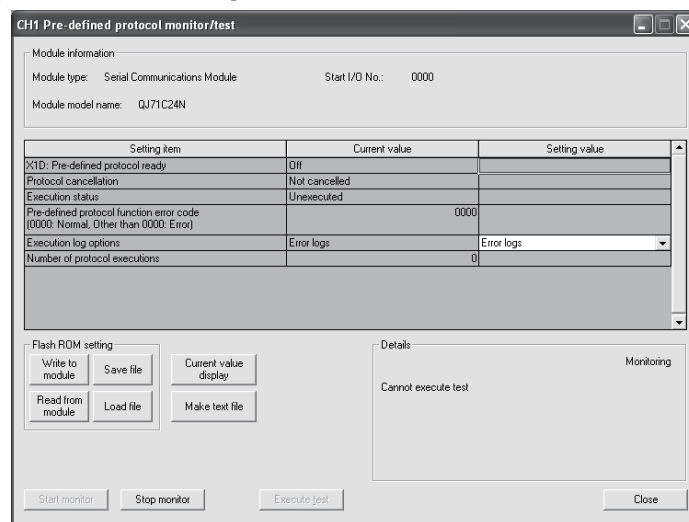 CH1 Pre-defined protocol monitor/test
Module information
Module type: Serial Communications Module Start I/O No.: 0000
Module model name: QJ71C24N
Setting item Current value Setting value
X1D: Pre-defined protocol ready Off
Protocol cancellation Not cancelled
Execution status Unexecuted
Pre-defined protocol function error code
(0000: Normal, Other than 0000: Error) 0000
Execution log options Error logs Error logs
Number of protocol executions 0
Flash ROM setting
Write to
module
Save file
Current value
display
Read from
module
Load file
Make text file
Details
Monitoring
Cannot execute test
Start monitor Stop monitor Execute test Close